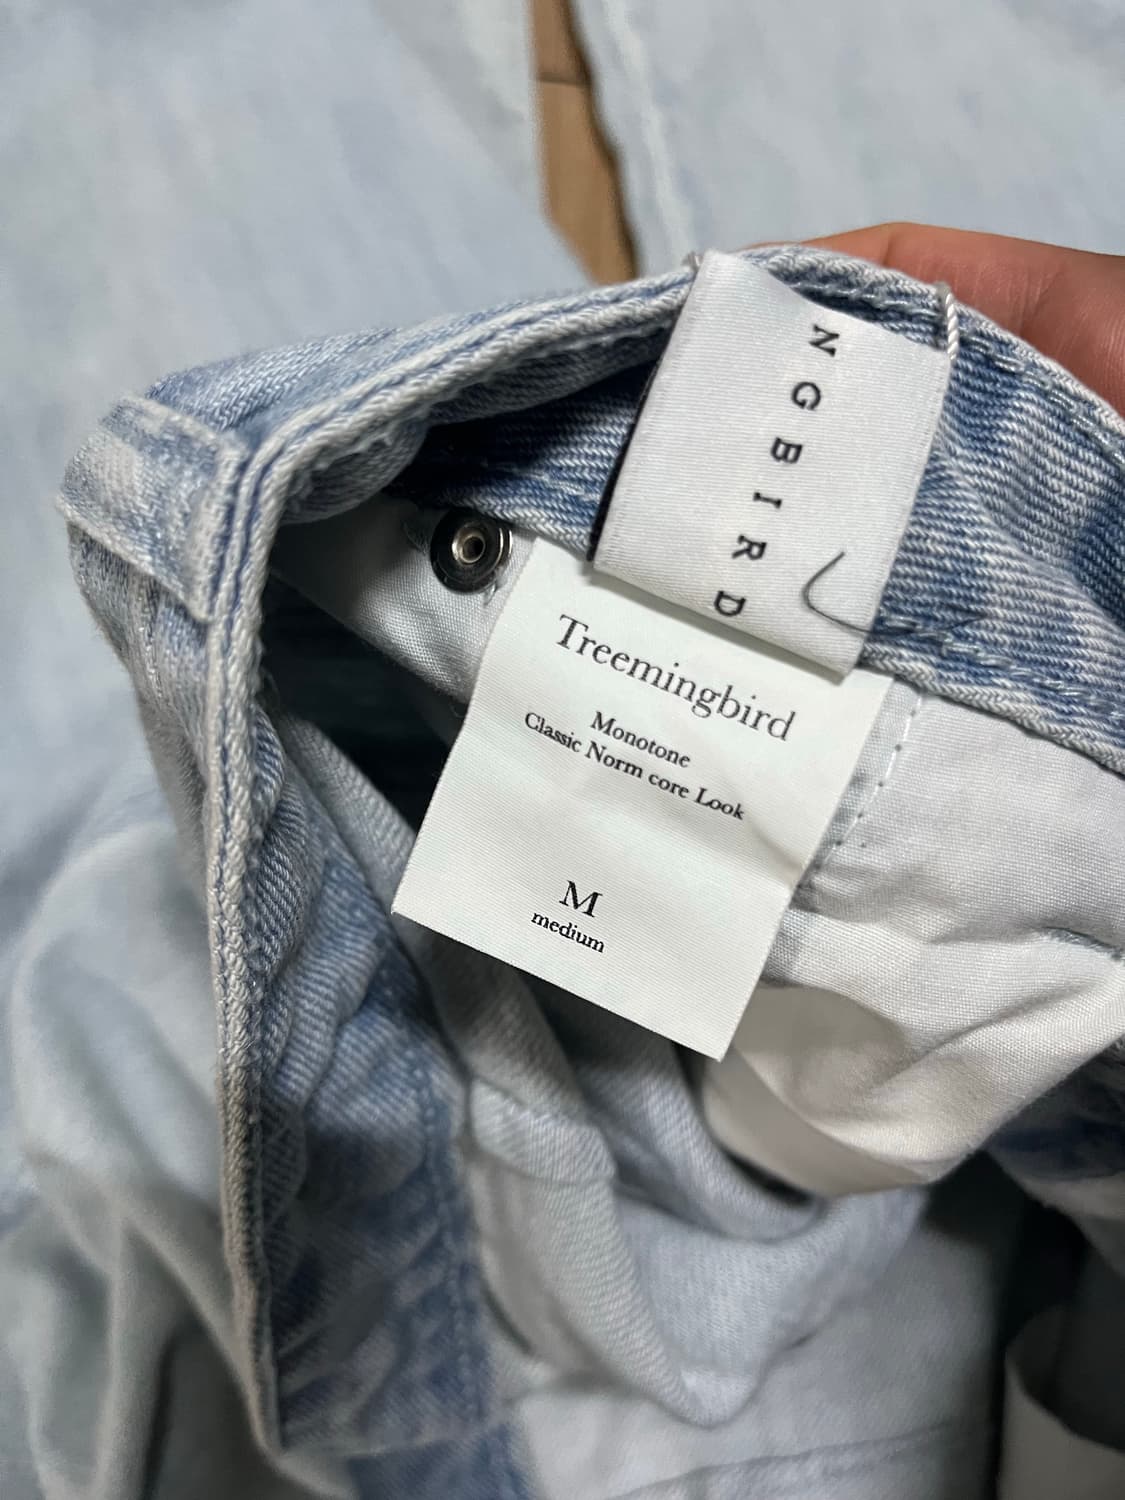 NGBIRD
Treemingbird
Monotone
Classic Norm core Look
M
medium